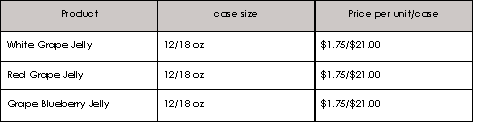 Product case size Price per unit/case
White Grape Jelly 12/18 oz $1.75/$21.00
Red Grape Jelly 12/18 oz $1.75/$21.00
Grape Blueberry Jelly 12/18 oz $1.75/$21.00